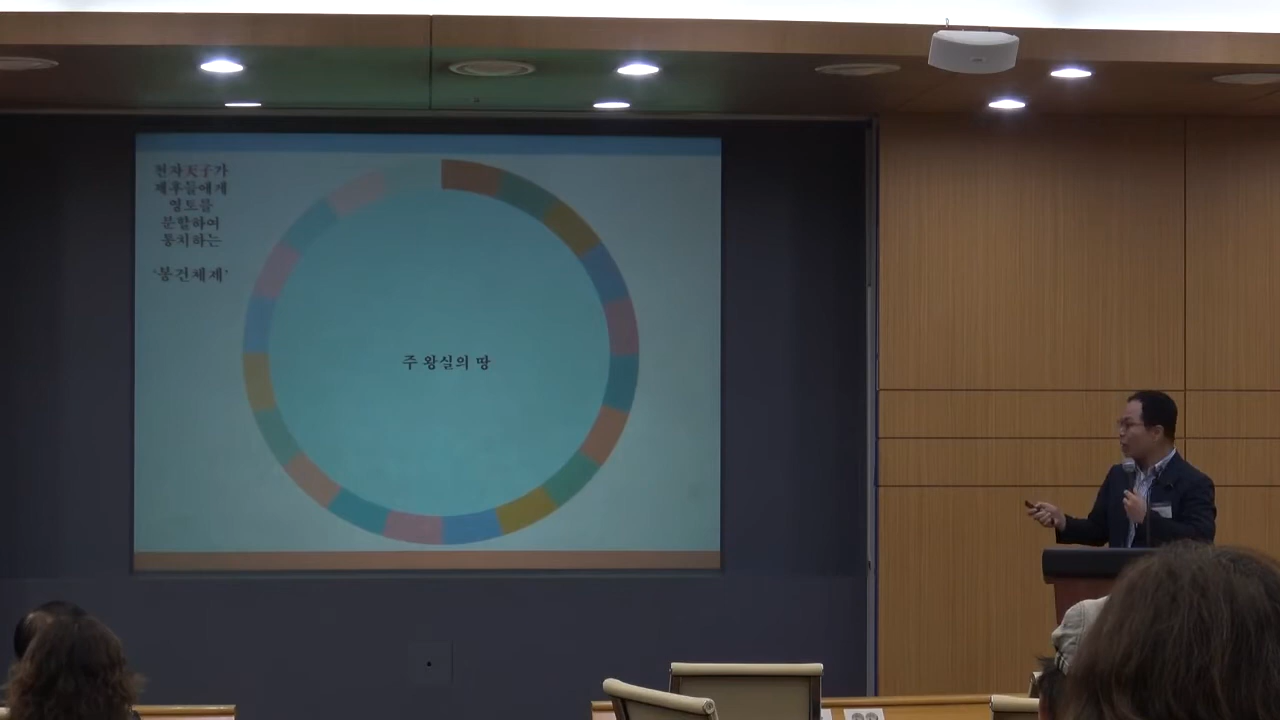 천자天子가
제후들에게
영토를
분할하여
통치하는
‘봉건체제’
주 왕실의 땅